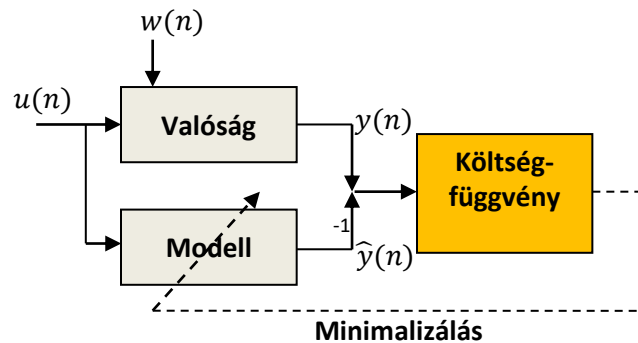 w(n)
u(n)
Valóság
y(n)
Költség-
függvény
Modell
-1
ŷ(n)
Minimalizálás